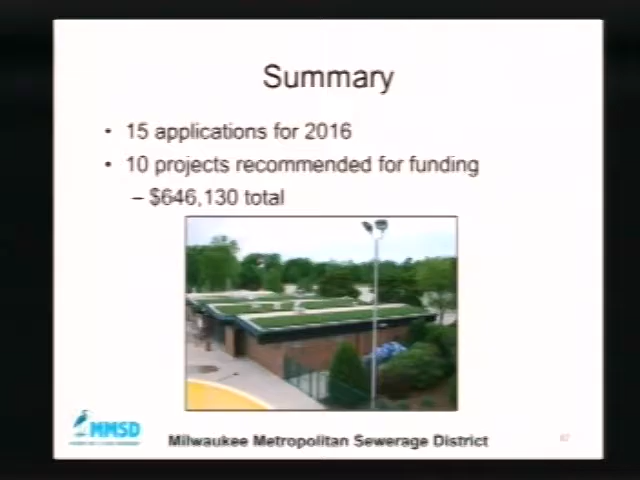 Summary
• 15 applications for 2016
• 10 projects recommended for funding
– $646,130 total
MMSD
Milwaukee Metropolitan Sewerage District